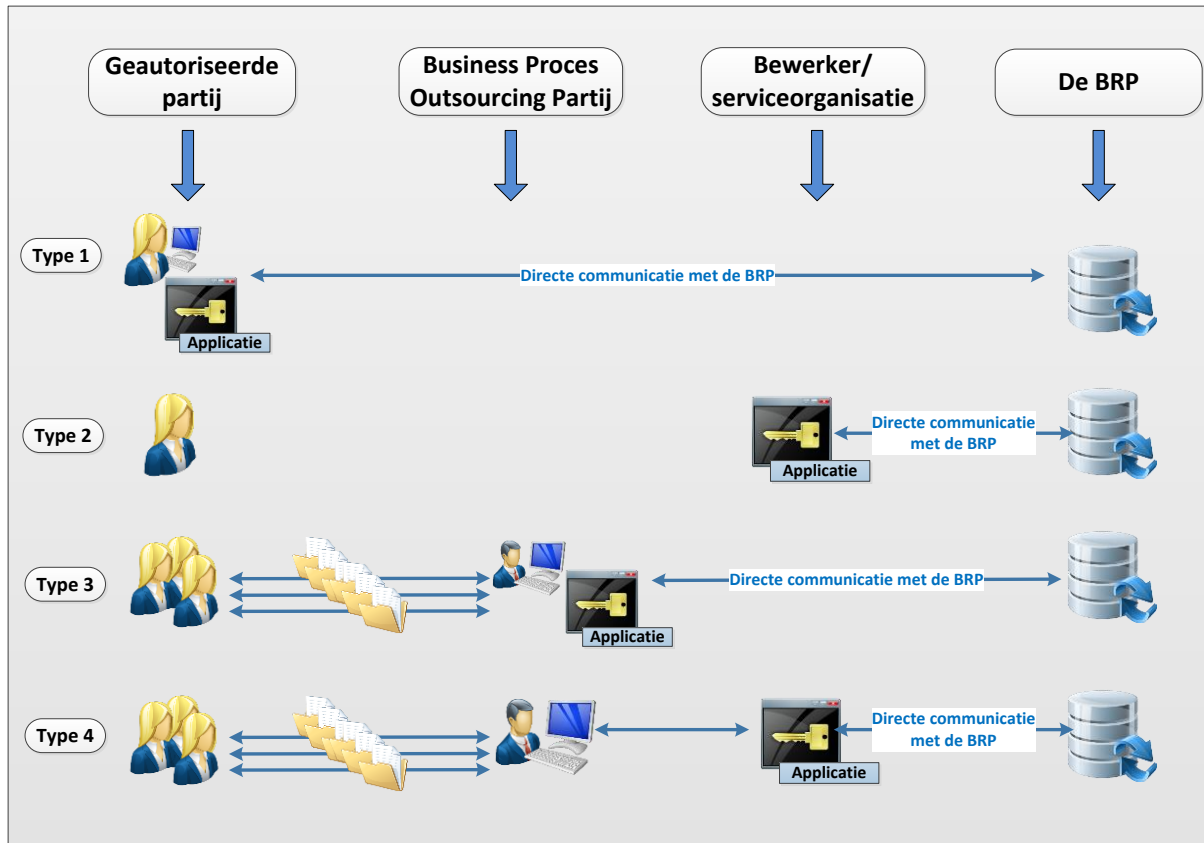 Geautoriseerde
partij
Business Proces
Outsourcing Partij
Bewerker/
serviceorganisatie
De BRP
Type 1
Directe communicatie met de BRP
Applicatie
Type 2
Directe communicatie
met de BRP
Applicatie
Type 3
Directe communicatie met de BRP
Applicatie
Type 4
Directe communicatie
met de BRP
Applicatie